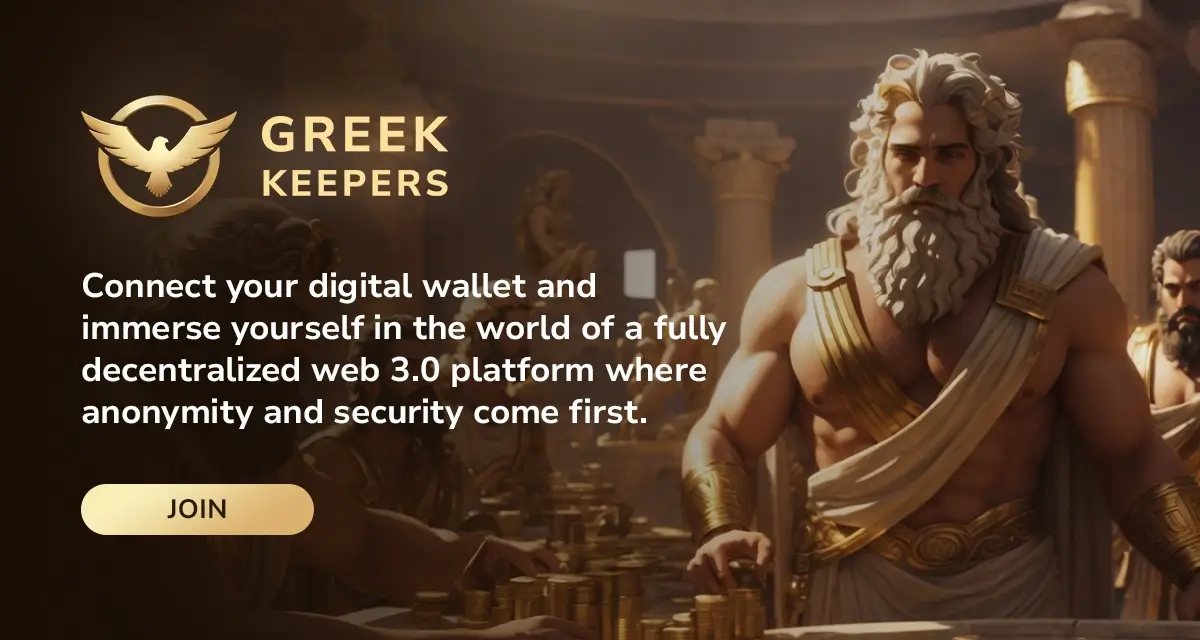 GREEK
KEEPERS
Connect your digital wallet and
immerse yourself in the world of a fully
decentralized web 3.0 platform where
anonymity and security come first.
JOIN